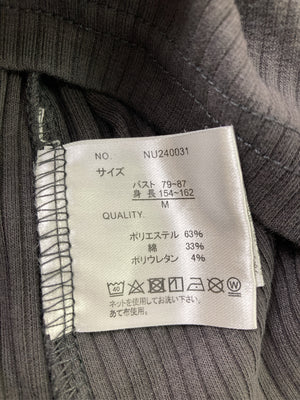 NO. NU240031
サイズ
バスト 79~87
身 長 154~162
M
QUALITY.
ポリエステル 63%
綿 33%
ポリウレタン 4%
40
ネットを使用してお洗い下さい。
あて布使用。